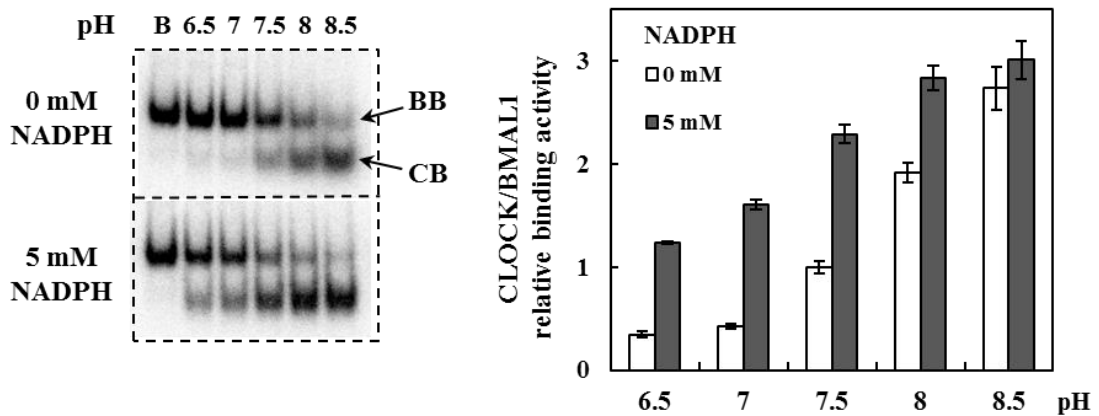 pH B 6.5 7 7.5 8 8.5
0 mM
NADPH
BB
CB
5 mM
NADPH
CLOCK/BMAL1
relative binding activity
NADPH
0 mM
5 mM
3
2
1
0
6.5 7 7.5 8 8.5 pH